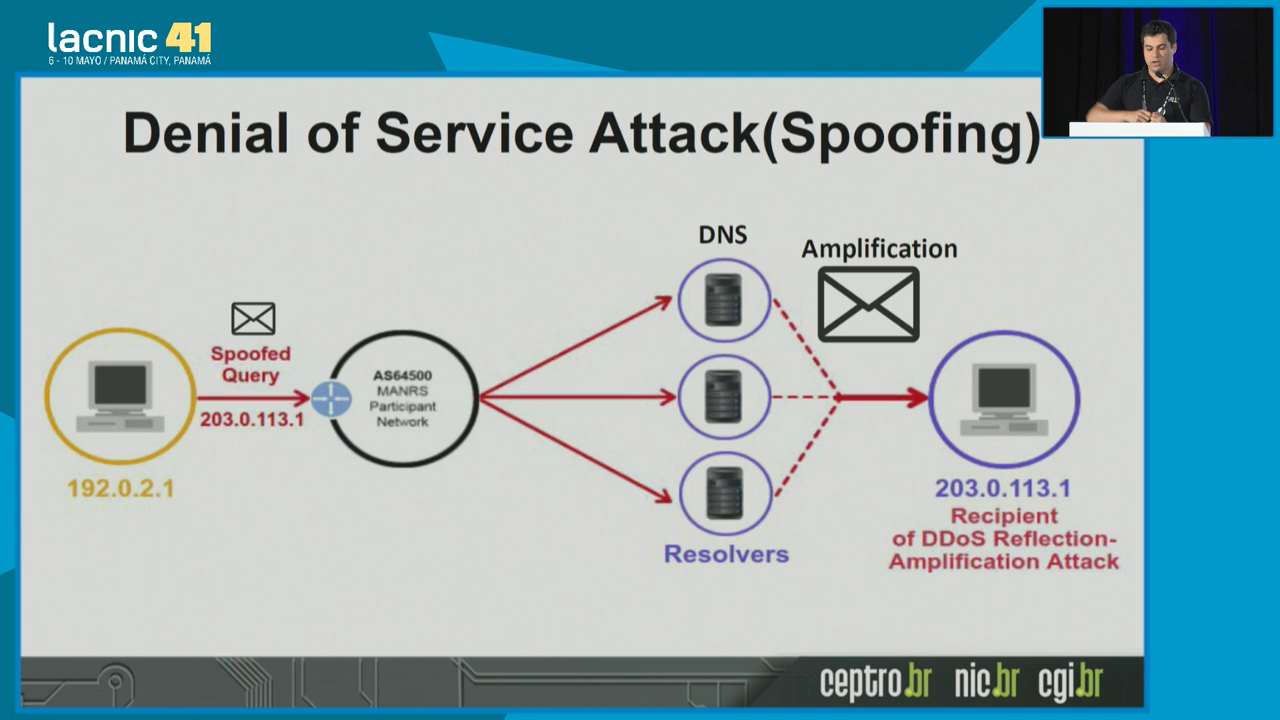 lacnic 41
6 - 10 MAYO / PANAMÁ CITY, PANAMÁ
Denial of Service Attack(Spoofing)
DNS
Amplification
Spoofed
Query
203.0.113.1
AS64500
MANRS
Participant
Network
192.0.2.1
203.0.113.1
Recipient
of DDoS Reflection-
Amplification Attack
Resolvers
ceptro.br nic.br cgi.br